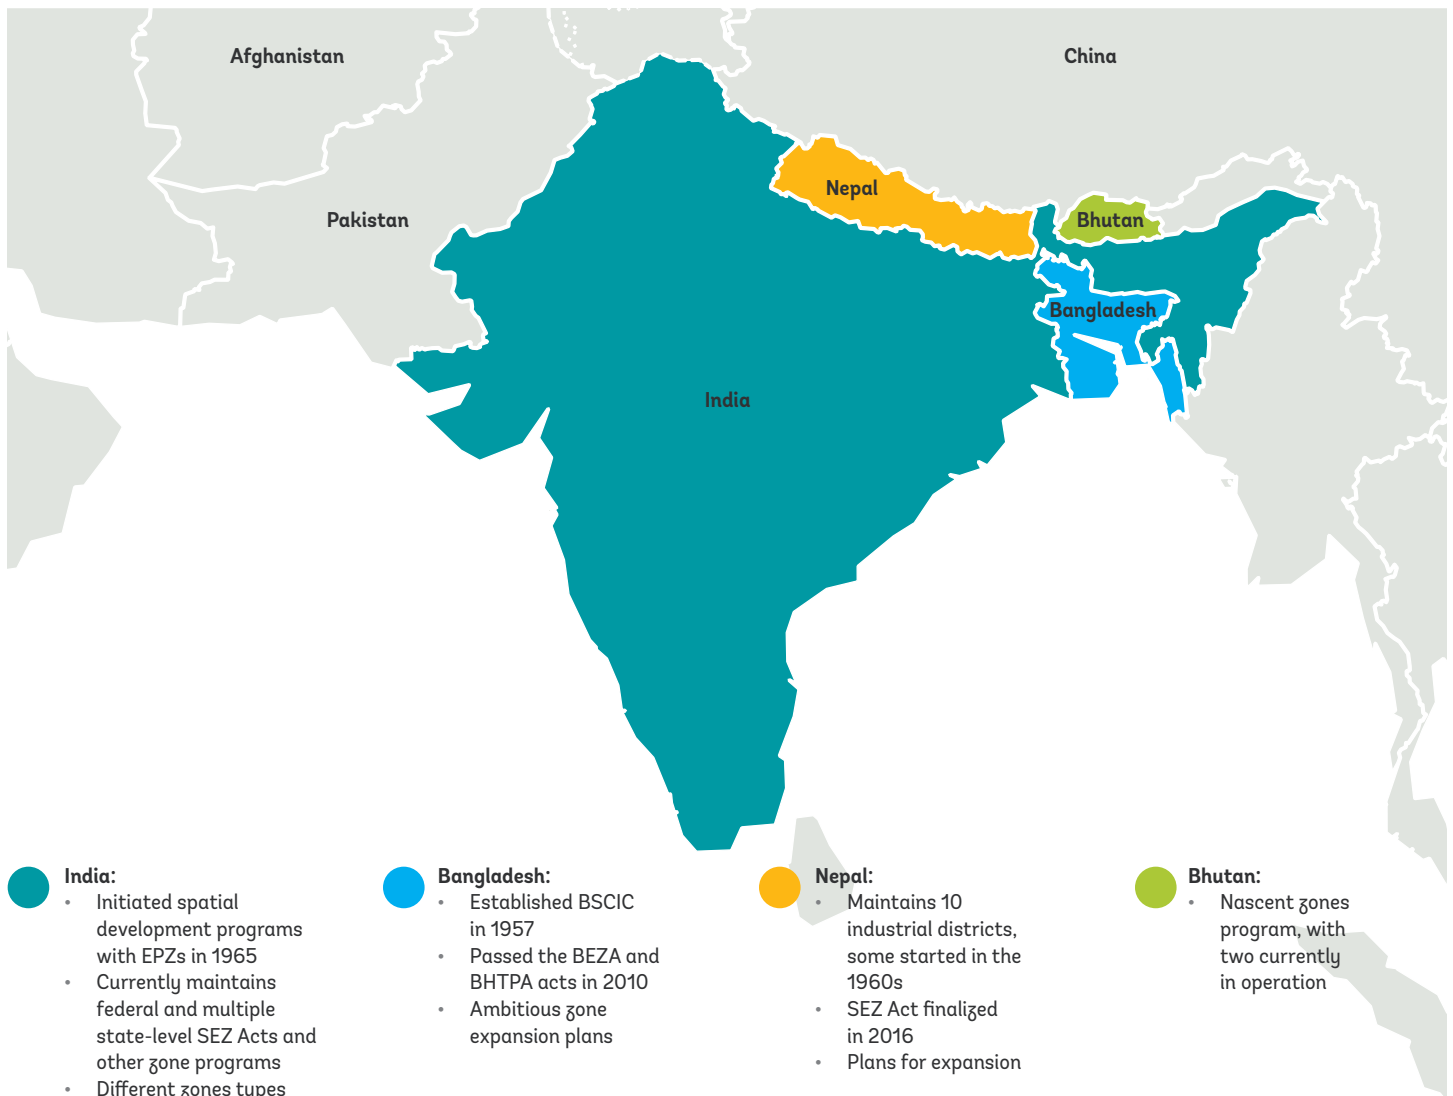 Afghanistan
China
Nepal
Pakistan
Bhutan
Bangladesh
India
India:
• Initiated spatial
development programs
with EPZs in 1965
• Currently maintains
federal and multiple
state-level SEZ Acts and
other zone programs
• Different zones types
Bangladesh:
• Established BSCIC
in 1957
• Passed the BEZA and
BHTPA acts in 2010
• Ambitious zone
expansion plans
Nepal:
• Maintains 10
industrial districts,
some started in the
1960s
• SEZ Act finalized
in 2016
• Plans for expansion
Bhutan:
• Nascent zones
program, with
two currently
in operation